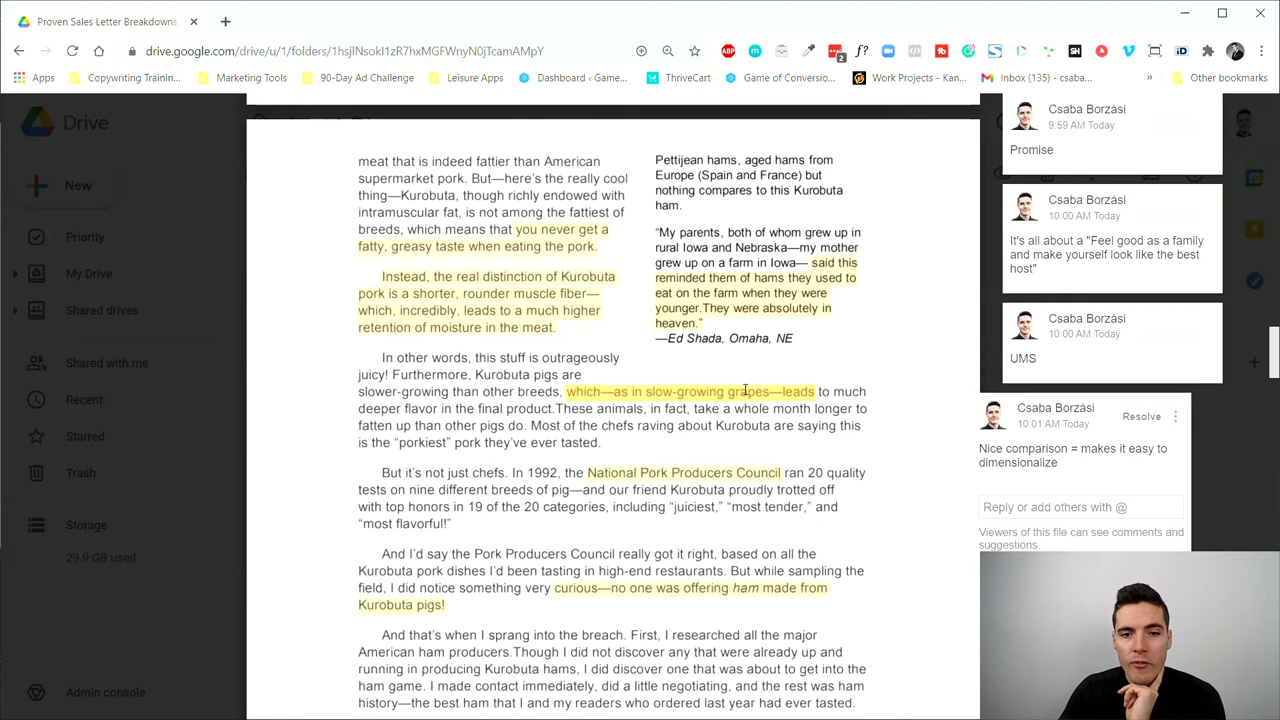 Proven Sales Letter Breakdowns
drive.google.com/drive/u/1/folders/1hsjlNsokI1zR7hxMGFWnyN0jTcamAMpY
Apps
Copywriting Trainin...
Marketing Tools
90-Day Ad Challenge
Leisure Apps
Dashboard ‹ Game...
ThriveCart
Game of Conversio...
Work Projects - Kan...
Inbox (135) - csaba...
»
Other bookmarks
Drive
New
Priority
My Drive
Shared drives
Shared with me
Recent
Starred
Trash
Storage
29.9 GB used
Admin console
meat that is indeed fattier than American
supermarket pork. But—here's the really cool
thing—Kurobuta, though richly endowed with
intramuscular fat, is not among the fattiest of
breeds, which means that you never get a
fatty, greasy taste when eating the pork.
Instead, the real distinction of Kurobuta
pork is a shorter, rounder muscle fiber—
which, incredibly, leads to a much higher
retention of moisture in the meat.
In other words, this stuff is outrageously
juicy! Furthermore, Kurobuta pigs are
slower-growing than other breeds, which—as in slow-growing grapes—leads to much
deeper flavor in the final product.These animals, in fact, take a whole month longer to
fatten up than other pigs do. Most of the chefs raving about Kurobuta are saying this
is the “porkiest” pork they've ever tasted.
But it's not just chefs. In 1992, the National Pork Producers Council ran 20 quality
tests on nine different breeds of pig—and our friend Kurobuta proudly trotted off
with top honors in 19 of the 20 categories, including “juiciest,” “most tender,” and
“most flavorful!”
And I'd say the Pork Producers Council really got it right, based on all the
Kurobuta pork dishes I'd been tasting in high-end restaurants. But while sampling the
field, I did notice something very curious—no one was offering ham made from
Kurobuta pigs!
And that's when I sprang into the breach. First, I researched all the major
American ham producers.Though I did not discover any that were already up and
running in producing Kurobuta hams, I did discover one that was about to get into the
ham game. I made contact immediately, did a little negotiating, and the rest was ham
history—the best ham that I and my readers who ordered last year had ever tasted.
Pettijean hams, aged hams from
Europe (Spain and France) but
nothing compares to this Kurobuta
ham.
“My parents, both of whom grew up in
rural Iowa and Nebraska—my mother
grew up on a farm in Iowa— said this
reminded them of hams they used to
eat on the farm when they were
younger.They were absolutely in
heaven.”
—Ed Shada, Omaha, NE
Csaba Borzási
9:59 AM Today
Promise
Csaba Borzási
10:00 AM Today
It's all about a "Feel good as a family
and make yourself look like the best
host"
Csaba Borzási
10:00 AM Today
UMS
Csaba Borzási
10:01 AM Today
Resolve
Nice comparison = makes it easy to
dimensionalize
Reply or add others with @
Viewers of this file can see comments and
suggestions.
ABP
f?
2
SH
iD